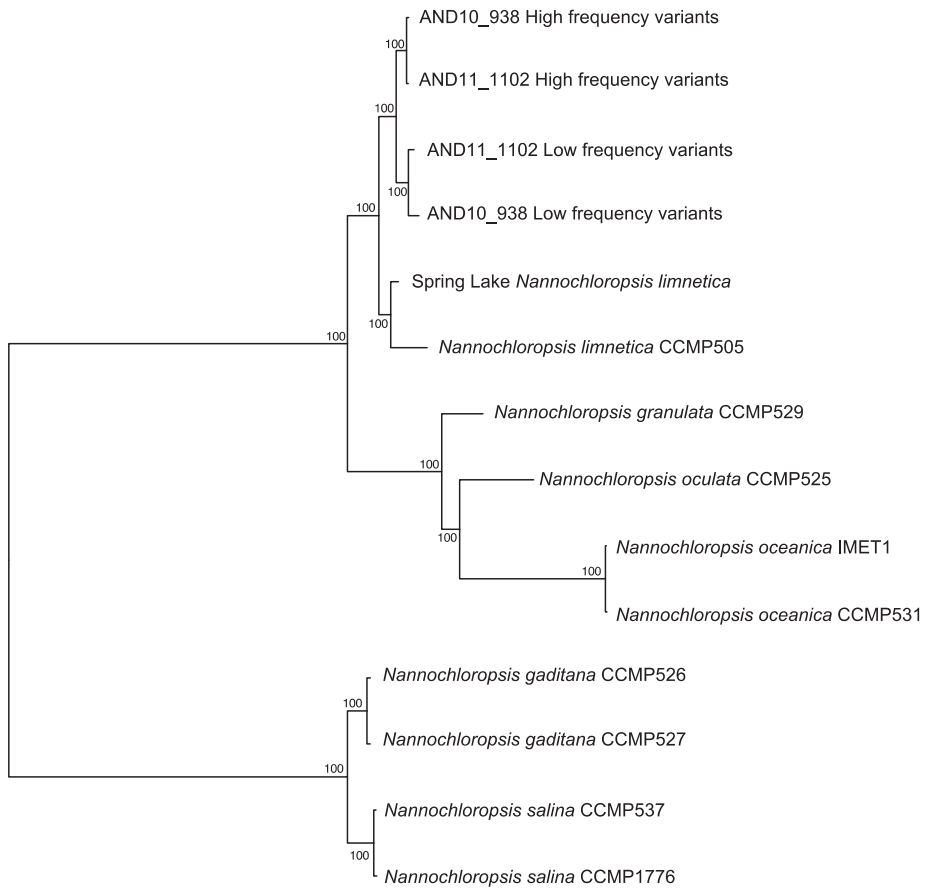 AND10_938 High frequency variants
100
AND11_1102 High frequency variants
100
AND11_1102 Low frequency variants
100
AND10_938 Low frequency variants
100
Spring Lake Nannochloropsis limnetica
100
Nannochloropsis limnetica CCMP505
100
Nannochloropsis granulata CCMP529
100
Nannochloropsis oculata CCMP525
100
Nannochloropsis oceanica IMET1
100
Nannochloropsis oceanica CCMP531
Nannochloropsis gaditana CCMP526
100
Nannochloropsis gaditana CCMP527
100
Nannochloropsis salina CCMP537
100
Nannochloropsis salina CCMP1776